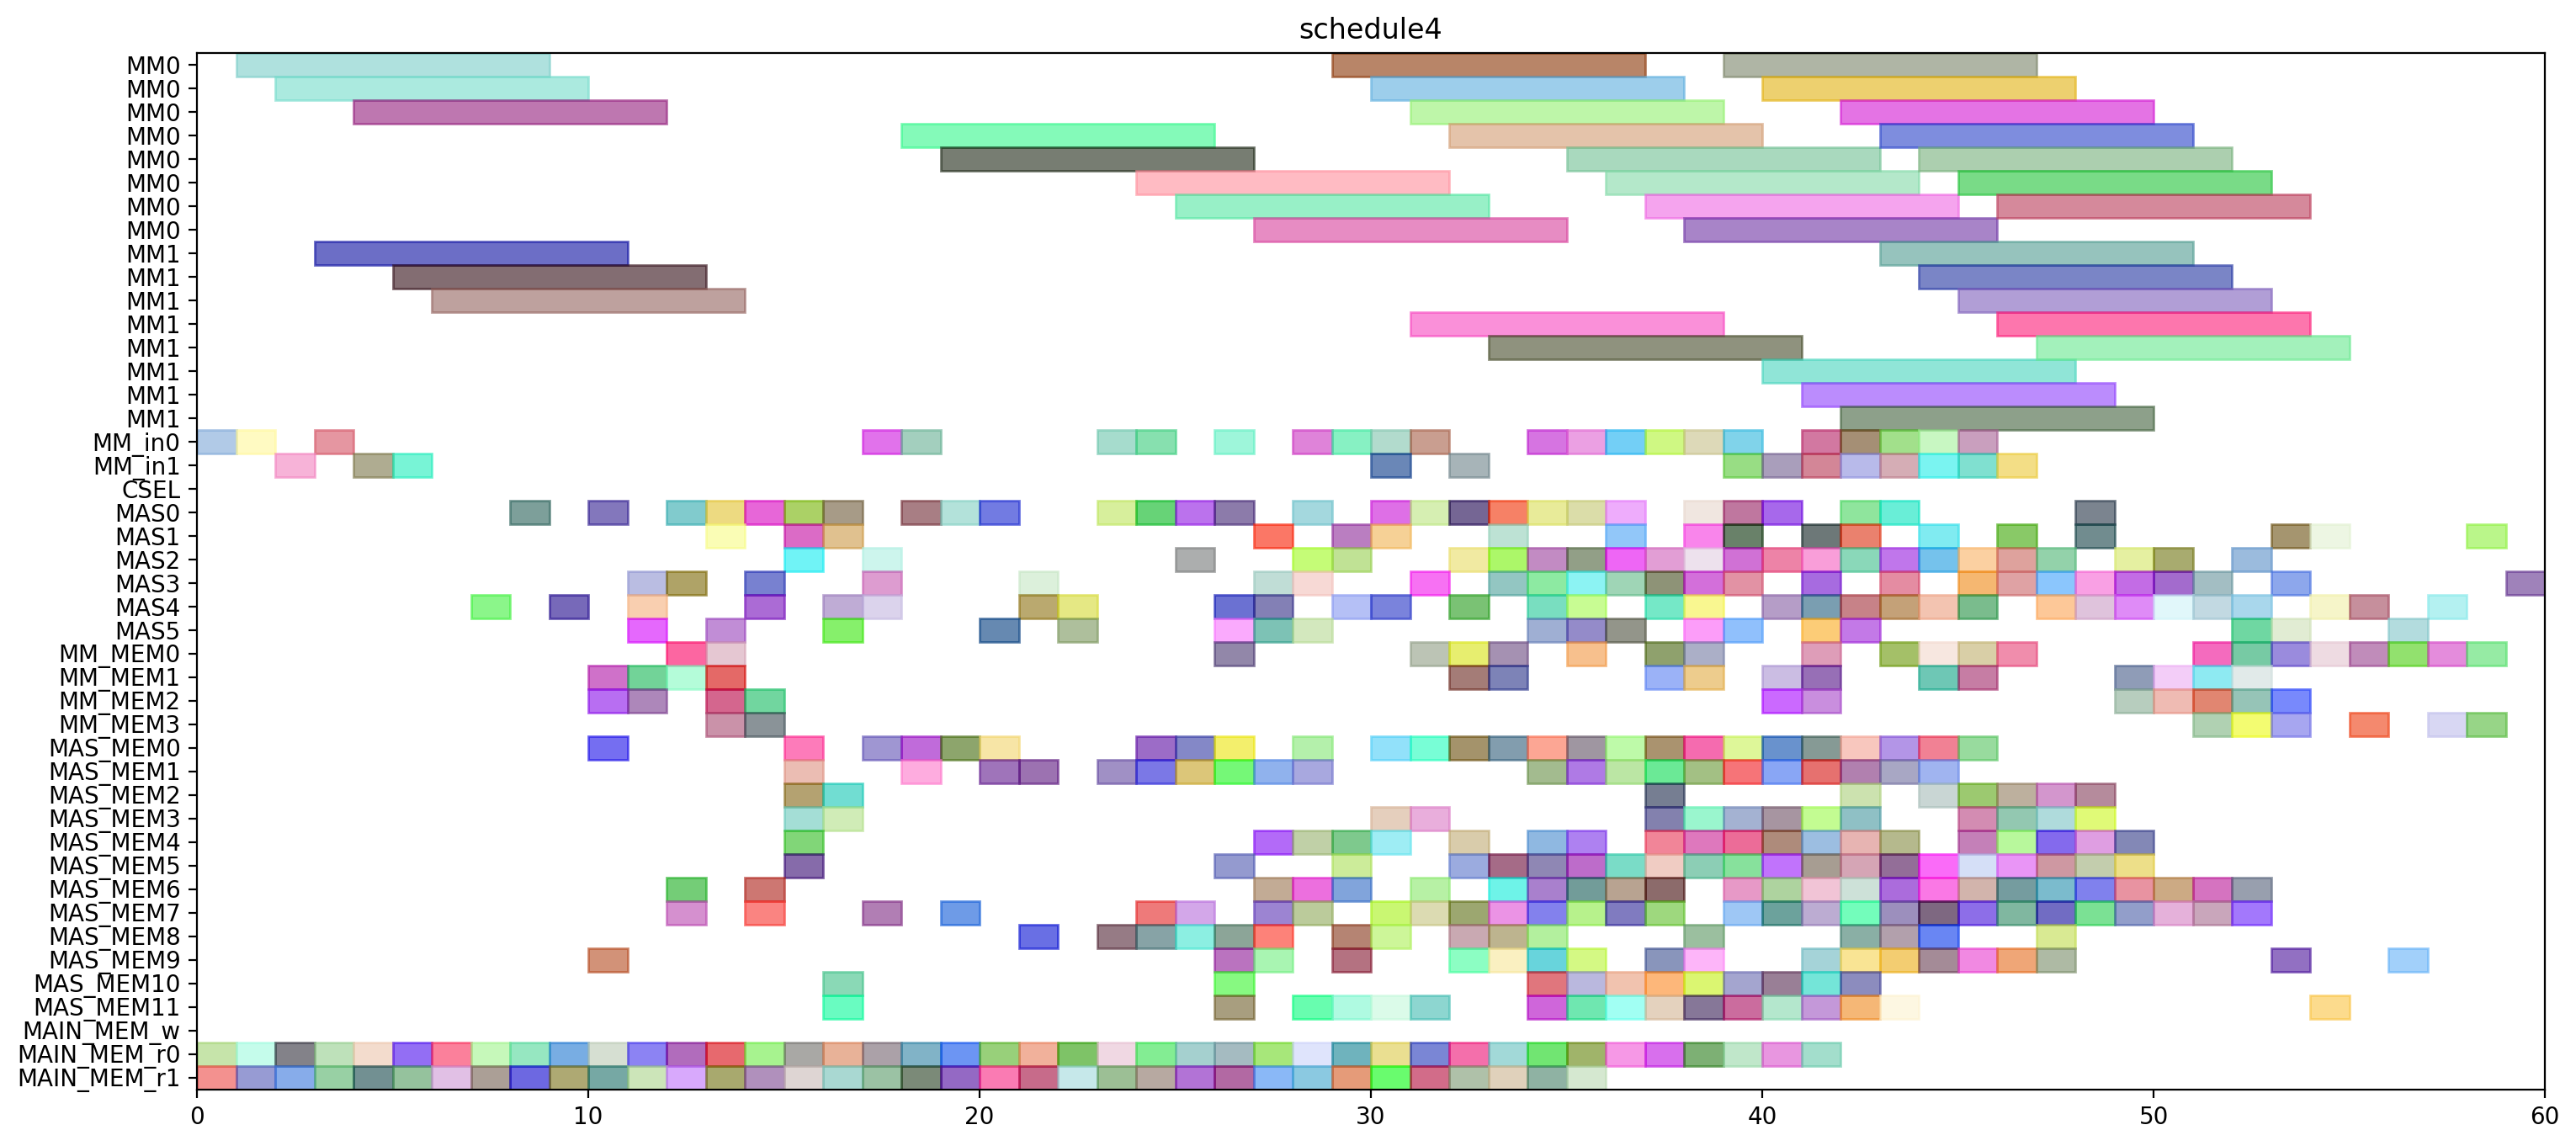 schedule4
MM0
MM0
MM0
MM0
MM0
MM0
MM0
MM0
MM1
MM1
MM1
MM1
MM1
MM1
MM1
MM1
MM_in0
MM_in1
CSEL
MAS0
MAS1
MAS2
MAS3
MAS4
MAS5
MM_MEM0
MM_MEM1
MM_MEM2
MM_MEM3
MAS_MEM0
MAS_MEM1
MAS_MEM2
MAS_MEM3
MAS_MEM4
MAS_MEM5
MAS_MEM6
MAS_MEM7
MAS_MEM8
MAS_MEM9
MAS_MEM10
MAS_MEM11
MAIN_MEM_w
MAIN_MEM_r0
MAIN_MEM_r1
0 10 20 30 40 50 60